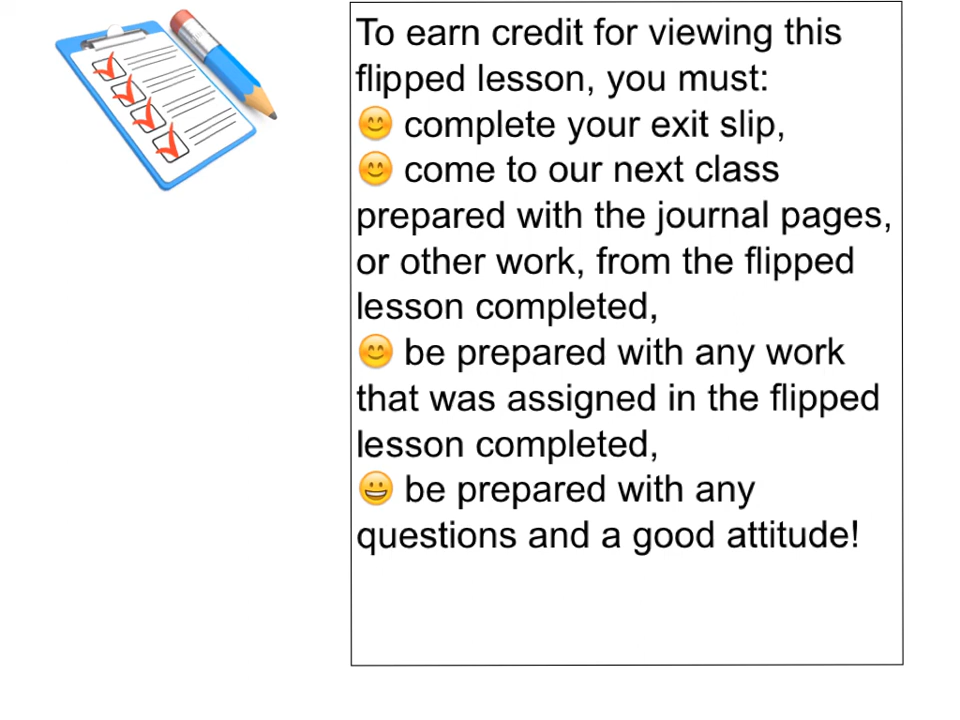 To earn credit for viewing this
flipped lesson, you must:
😊 complete your exit slip,
😊 come to our next class
prepared with the journal pages,
or other work, from the flipped
lesson completed,
😊 be prepared with any work
that was assigned in the flipped
lesson completed,
😀 be prepared with any
questions and a good attitude!